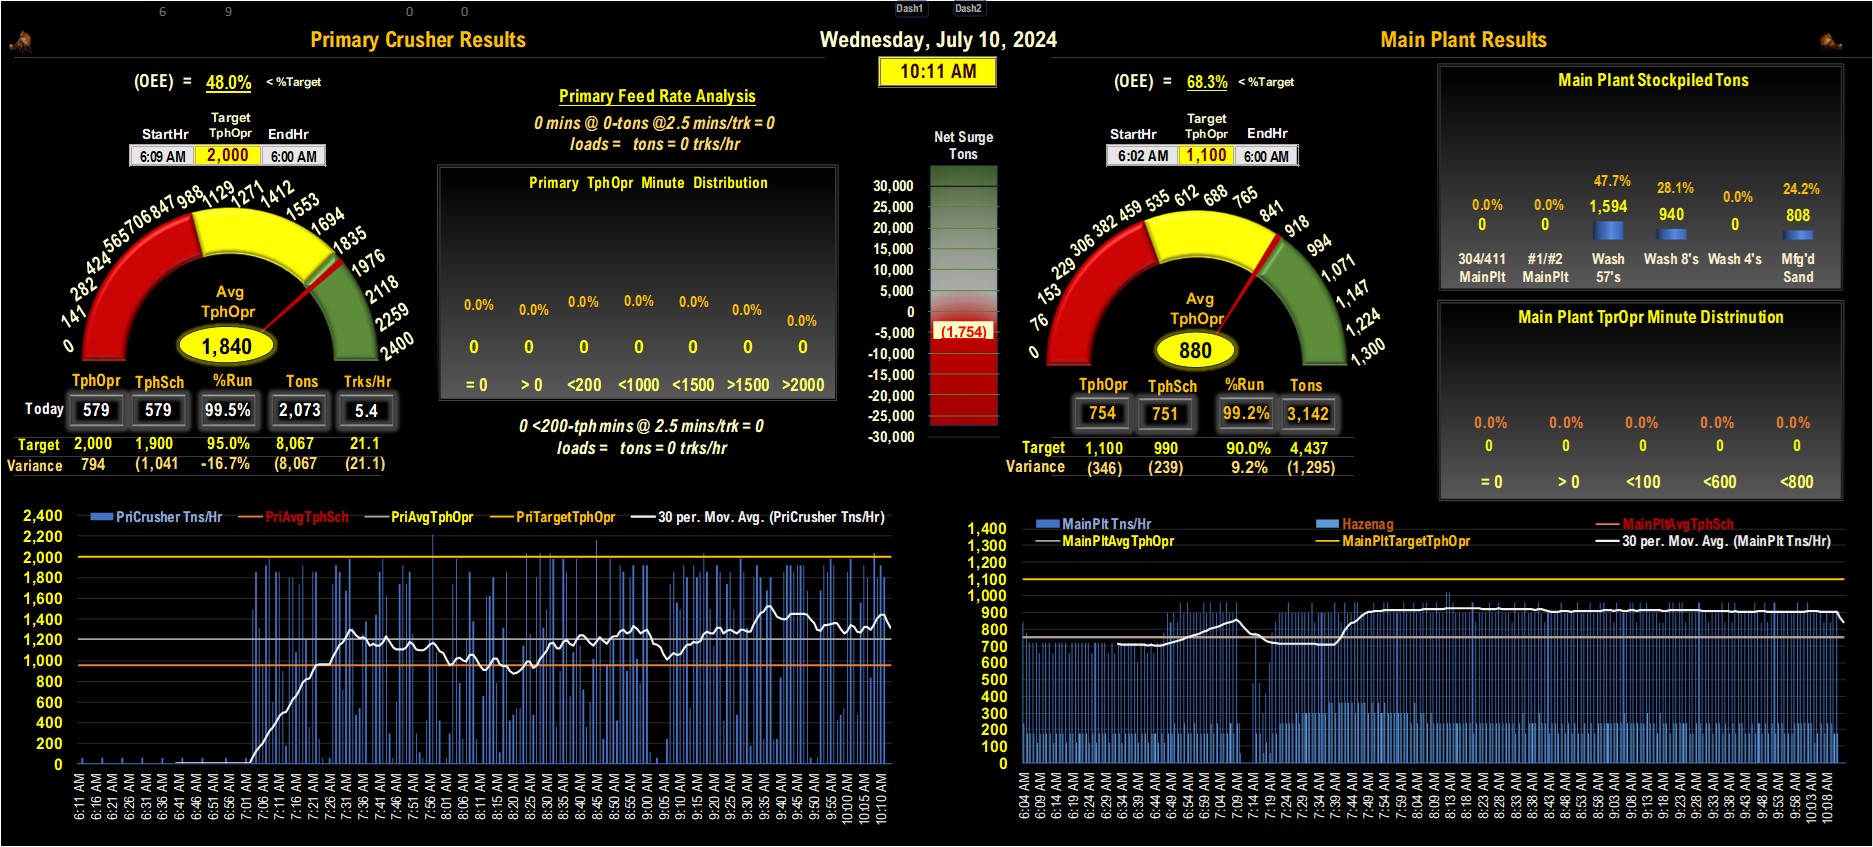 6 9 0 0 Dash1 Dash2
Primary Crusher Results
Wednesday, July 10, 2024
Main Plant Results
10:11 AM
(OEE) = 48.0% < %Target
StartHr Target TphOpr EndHr
6:09 AM 2,000 6:00 AM
0 141 282 424 565 706 847 988 1129 1271 1412 1553 1694 1835 1976 2118 2259 2400
Avg
TphOpr
1,840
TphOpr TphSch %Run Tons Trks/Hr
Today 579 579 99.5% 2,073 5.4
Target 2,000 1,900 95.0% 8,067 21.1
Variance 794 (1,041 -16.7% (8,067 (21.1)
Primary Feed Rate Analysis
0 mins @ 0-tons @2.5 mins/trk = 0
loads = tons = 0 trks/hr
Primary TphOpr Minute Distribution
0.0% 0.0% 0.0% 0.0% 0.0% 0.0% 0.0%
0 0 0 0 0 0 0
= 0 > 0 <200 <1000 <1500 >1500 >2000
0 <200-tph mins @ 2.5 mins/trk = 0
loads = tons = 0 trks/hr
Net Surge
Tons
30,000
25,000
20,000
15,000
10,000
5,000
0
-5,000
-10,000
-15,000
-20,000
-25,000
-30,000
(1,754)
(OEE) = 68.3% < %Target
StartHr Target TphOpr EndHr
6:02 AM 1,100 6:00 AM
0 76 153 229 306 382 459 535 612 688 765 841 918 994 1,071 1,147 1,224 1,300
Avg
TphOpr
880
TphOpr TphSch %Run Tons
754 751 99.2% 3,142
Target 1,100 990 90.0% 4,437
Variance (346) (239) 9.2% (1,295)
Main Plant Stockpiled Tons
0.0% 0.0% 47.7% 28.1% 0.0% 24.2%
0 0 1,594 940 0 808
304/411 #1/#2 Wash Wash 8's Wash 4's Mfg'd
MainPlt MainPlt 57's Sand
Main Plant TprOpr Minute Distrinution
0.0% 0.0% 0.0% 0.0% 0.0%
0 0 0 0 0
= 0 > 0 <100 <600 <800
PriCrusher Tns/Hr PriAvgTphSch PriAvgTphOpr PriTargetTphOpr 30 per. Mov. Avg. (PriCrusher Tns/Hr)
2,400
2,200
2,000
1,800
1,600
1,400
1,200
1,000
800
600
400
200
0
6:11 AM 6:16 AM 6:21 AM 6:26 AM 6:31 AM 6:36 AM 6:41 AM 6:46 AM 6:51 AM 6:56 AM 7:01 AM 7:06 AM 7:11 AM 7:16 AM 7:21 AM 7:26 AM 7:31 AM 7:36 AM 7:41 AM 7:46 AM 7:51 AM 7:56 AM 8:01 AM 8:06 AM 8:11 AM 8:15 AM 8:20 AM 8:25 AM 8:30 AM 8:35 AM 8:40 AM 8:45 AM 8:50 AM 8:55 AM 9:00 AM 9:05 AM 9:10 AM 9:15 AM 9:20 AM 9:25 AM 9:30 AM 9:35 AM 9:40 AM 9:45 AM 9:50 AM 9:55 AM 10:00 AM 10:05 AM 10:10 AM
MainPlt Tns/Hr Hazenag MainPltAvgTphSch
MainPltAvgTphOpr MainPltTargetTphOpr 30 per. Mov. Avg. (MainPlt Tns/Hr)
1,400
1,300
1,200
1,100
1,000
900
800
700
600
500
400
300
200
100
0
6:04 AM 6:09 AM 6:14 AM 6:19 AM 6:24 AM 6:29 AM 6:34 AM 6:39 AM 6:44 AM 6:49 AM 6:54 AM 6:59 AM 7:04 AM 7:09 AM 7:14 AM 7:19 AM 7:24 AM 7:29 AM 7:34 AM 7:39 AM 7:44 AM 7:49 AM 7:54 AM 7:59 AM 8:04 AM 8:09 AM 8:13 AM 8:18 AM 8:23 AM 8:28 AM 8:33 AM 8:38 AM 8:43 AM 8:48 AM 8:53 AM 8:58 AM 9:03 AM 9:08 AM 9:13 AM 9:18 AM 9:23 AM 9:28 AM 9:33 AM 9:38 AM 9:43 AM 9:48 AM 9:53 AM 9:58 AM 10:03 AM 10:08 AM